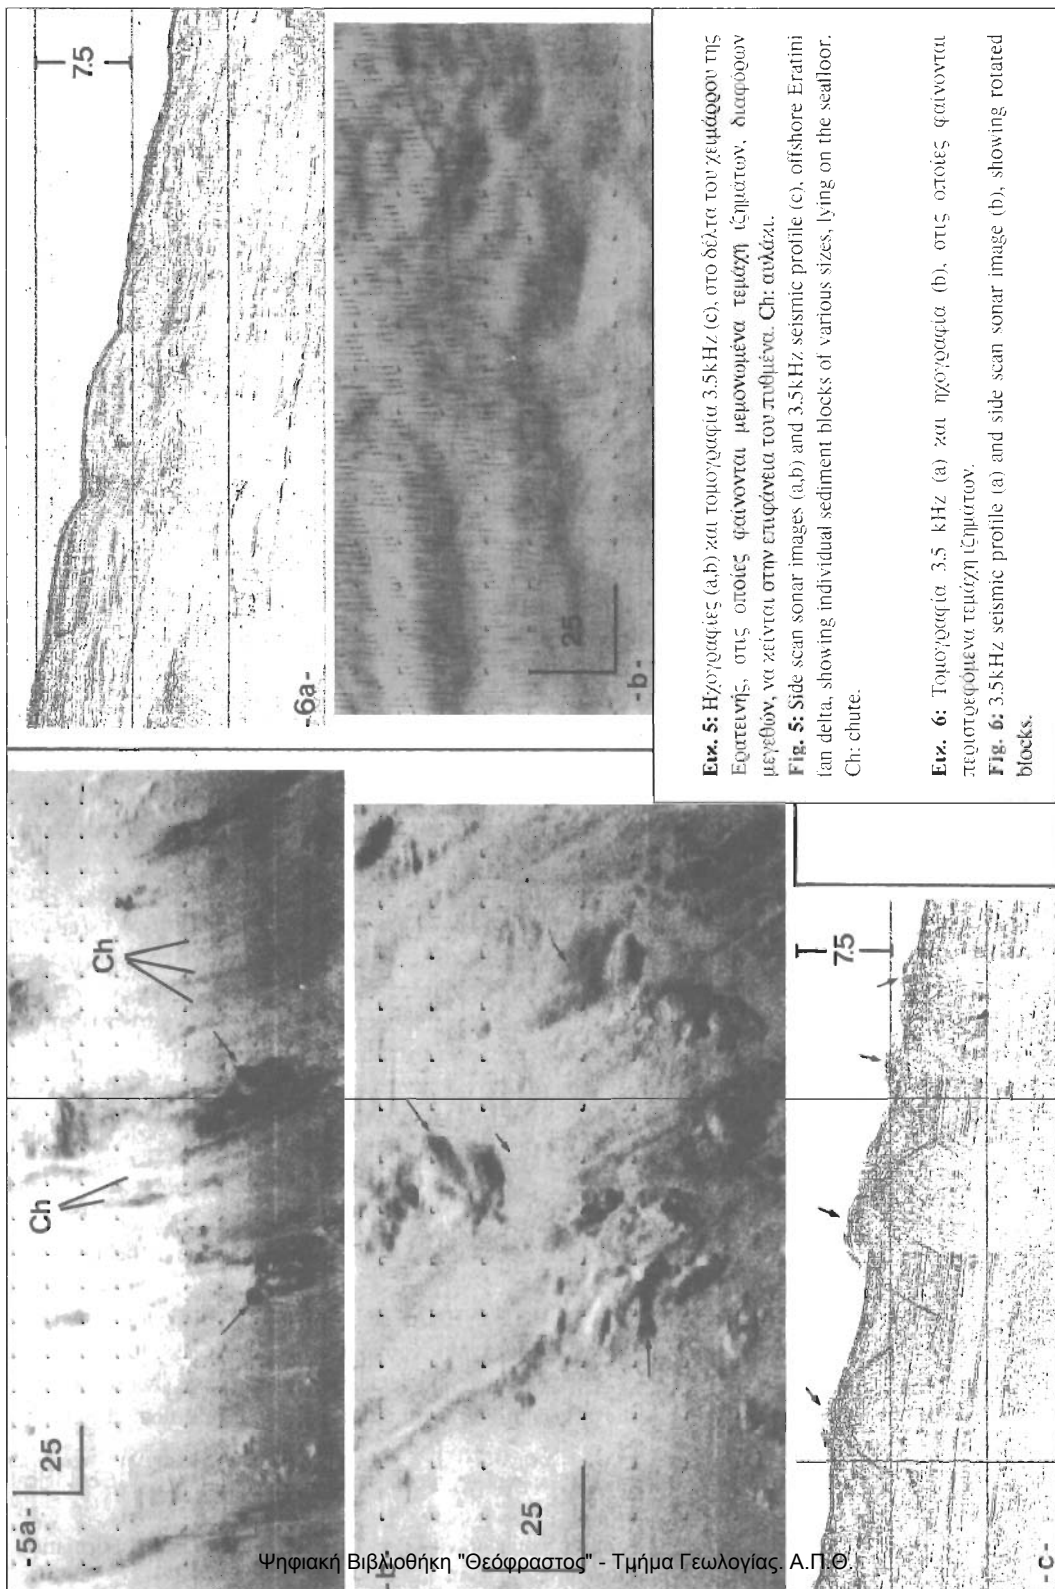 -5a-
25
Ch
Ch
-b-
25
-c-
7.5
-6a-
7.5
-b-
25
Εικ. 5: Ηχογραφίες (a,b) και τομογραφία 3.5kHz (c), στο δέλτα του χειμάρρου της
Ερατεινής, στις οποίες φαίνονται μεμονωμένα τεμάχη ιζημάτων, διαφόρων
μεγεθών, να κείνται στην επιφάνεια του πυθμένα. Ch: αυλάκι.
Fig. 5: Side scan sonar images (a,b) and 3.5kHz seismic profile (c), offshore Eratini
fan delta, showing individual sediment blocks of various sizes, lying on the seafloor.
Ch: chute.
Εικ. 6: Τομογραφία 3.5 kHz (a) και ηχογραφία (b), στις οποίες φαίνονται
περιστρεφόμενα τεμάχη ιζημάτων.
Fig. 6: 3.5kHz seismic profile (a) and side scan sonar image (b), showing rotated
blocks.
Ψηφιακή Βιβλιοθήκη "Θεόφραστος" - Τμήμα Γεωλογίας. Α.Π.Θ.